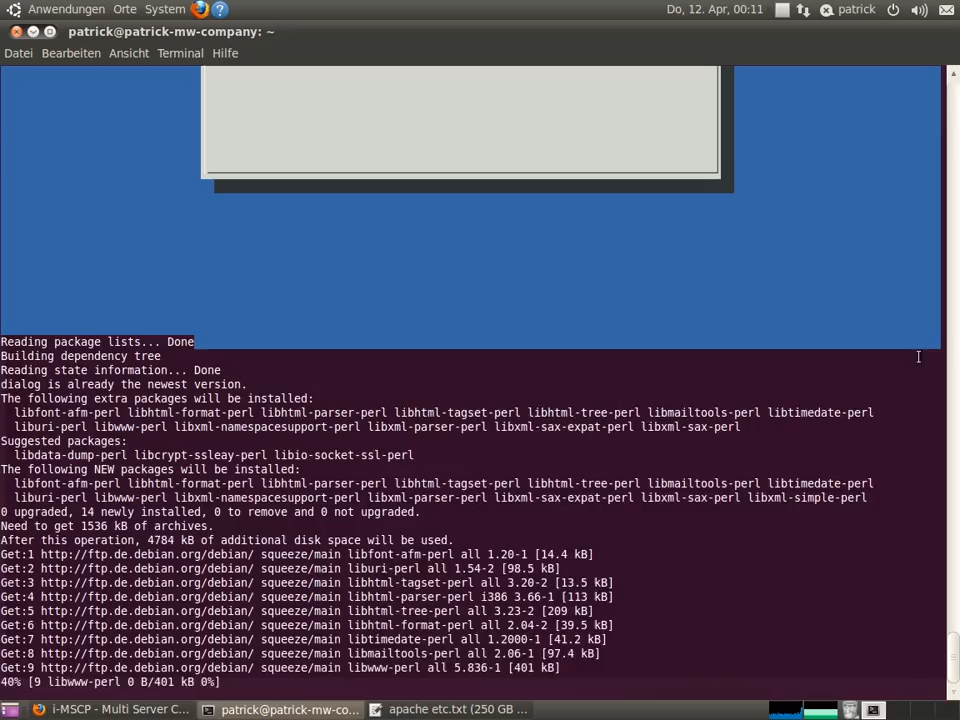 Anwendungen Orte System
Do, 12. Apr, 00:11
patrick
patrick@patrick-mw-company: ~
Datei Bearbeiten Ansicht Terminal Hilfe
Reading package lists... Done
Building dependency tree
Reading state information... Done
dialog is already the newest version.
The following extra packages will be installed:
libfont-afm-perl libhtml-format-perl libhtml-parser-perl libhtml-tagset-perl libhtml-tree-perl libmailtools-perl libtimedate-perl
liburi-perl libwww-perl libxml-namespacesupport-perl libxml-parser-perl libxml-sax-expat-perl libxml-sax-perl
Suggested packages:
libdata-dump-perl libcrypt-ssleay-perl libio-socket-ssl-perl
The following NEW packages will be installed:
libfont-afm-perl libhtml-format-perl libhtml-parser-perl libhtml-tagset-perl libhtml-tree-perl libmailtools-perl libtimedate-perl
liburi-perl libwww-perl libxml-namespacesupport-perl libxml-parser-perl libxml-sax-expat-perl libxml-sax-perl libxml-simple-perl
0 upgraded, 14 newly installed, 0 to remove and 0 not upgraded.
Need to get 1536 kB of archives.
After this operation, 4784 kB of additional disk space will be used.
Get:1 http://ftp.de.debian.org/debian/ squeeze/main libfont-afm-perl all 1.20-1 [14.4 kB]
Get:2 http://ftp.de.debian.org/debian/ squeeze/main liburi-perl all 1.54-2 [98.5 kB]
Get:3 http://ftp.de.debian.org/debian/ squeeze/main libhtml-tagset-perl all 3.20-2 [13.5 kB]
Get:4 http://ftp.de.debian.org/debian/ squeeze/main libhtml-parser-perl i386 3.66-1 [113 kB]
Get:5 http://ftp.de.debian.org/debian/ squeeze/main libhtml-tree-perl all 3.23-2 [209 kB]
Get:6 http://ftp.de.debian.org/debian/ squeeze/main libhtml-format-perl all 2.04-2 [39.5 kB]
Get:7 http://ftp.de.debian.org/debian/ squeeze/main libtimedate-perl all 1.2000-1 [41.2 kB]
Get:8 http://ftp.de.debian.org/debian/ squeeze/main libmailtools-perl all 2.06-1 [97.4 kB]
Get:9 http://ftp.de.debian.org/debian/ squeeze/main libwww-perl all 5.836-1 [401 kB]
40% [9 libwww-perl 0 B/401 kB 0%]
i-MSCP - Multi Server C...
patrick@patrick-mw-co...
apache etc.txt (250 GB ...